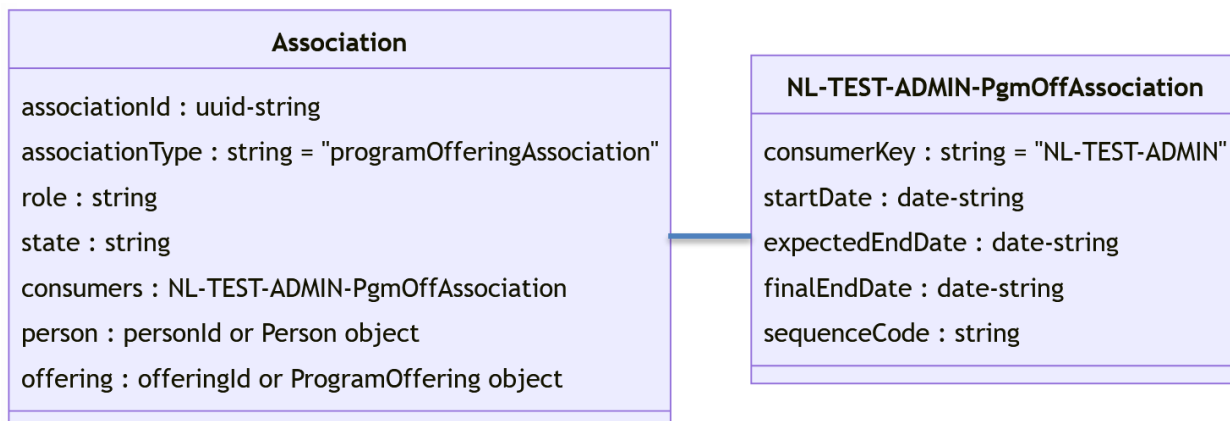 Association
associationId : uuid-string
associationType : string = "programOfferingAssociation"
role : string
state : string
consumers : NL-TEST-ADMIN-PgmOffAssociation
person : personId or Person object
offering : offeringId or ProgramOffering object
NL-TEST-ADMIN-PgmOffAssociation
consumerKey : string = "NL-TEST-ADMIN"
startDate : date-string
expectedEndDate : date-string
finalEndDate : date-string
sequenceCode : string